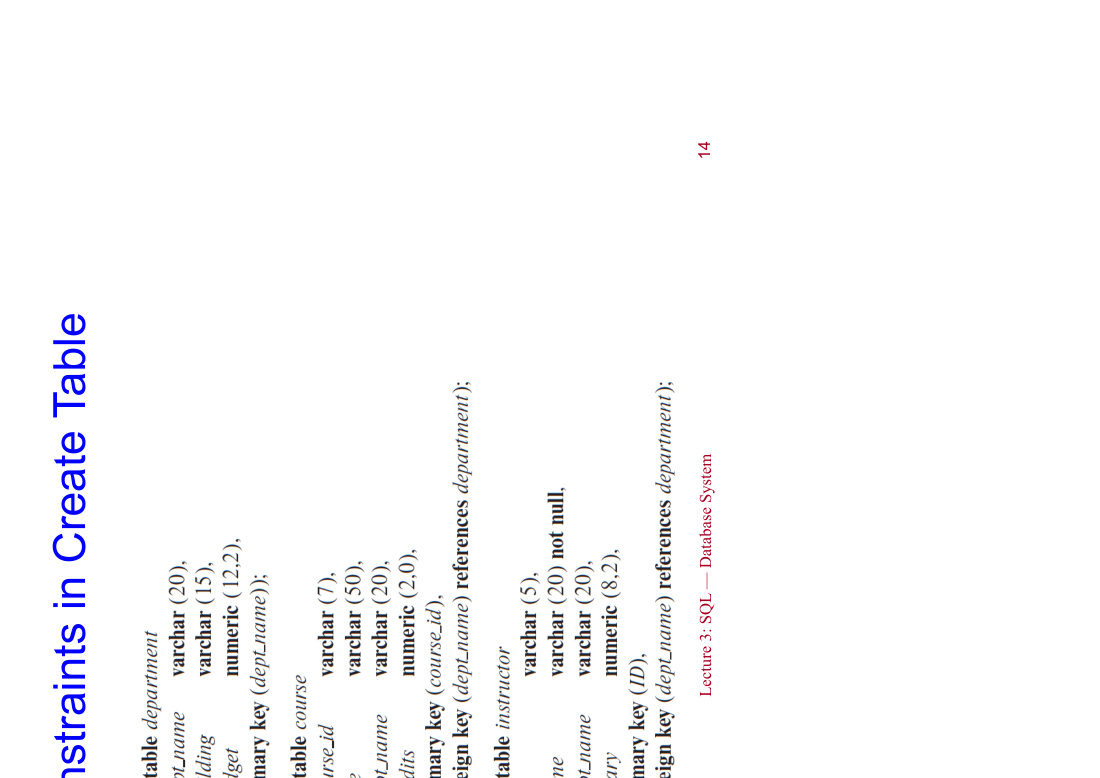 nstraints in Create Table
table department
pt_name varchar (20),
lding varchar (15),
dget numeric (12,2),
mary key (dept_name));
table course
urse_id varchar (7),
e varchar (50),
pt_name varchar (20),
dits numeric (2,0),
mary key (course_id),
eign key (dept_name) references department);
table instructor
varchar (5),
me varchar (20) not null,
pt_name varchar (20),
ary numeric (8,2),
mary key (ID),
eign key (dept_name) references department);
Lecture 3: SQL — Database System 14